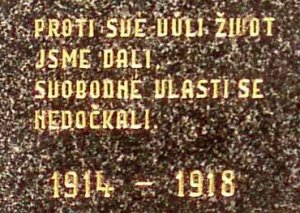 PROTI SVÉ VŮLI ŽIVOT
JSME DALI,
SVOBODNÉ VLASTI SE
NEDOČKALI.
1914 – 1918